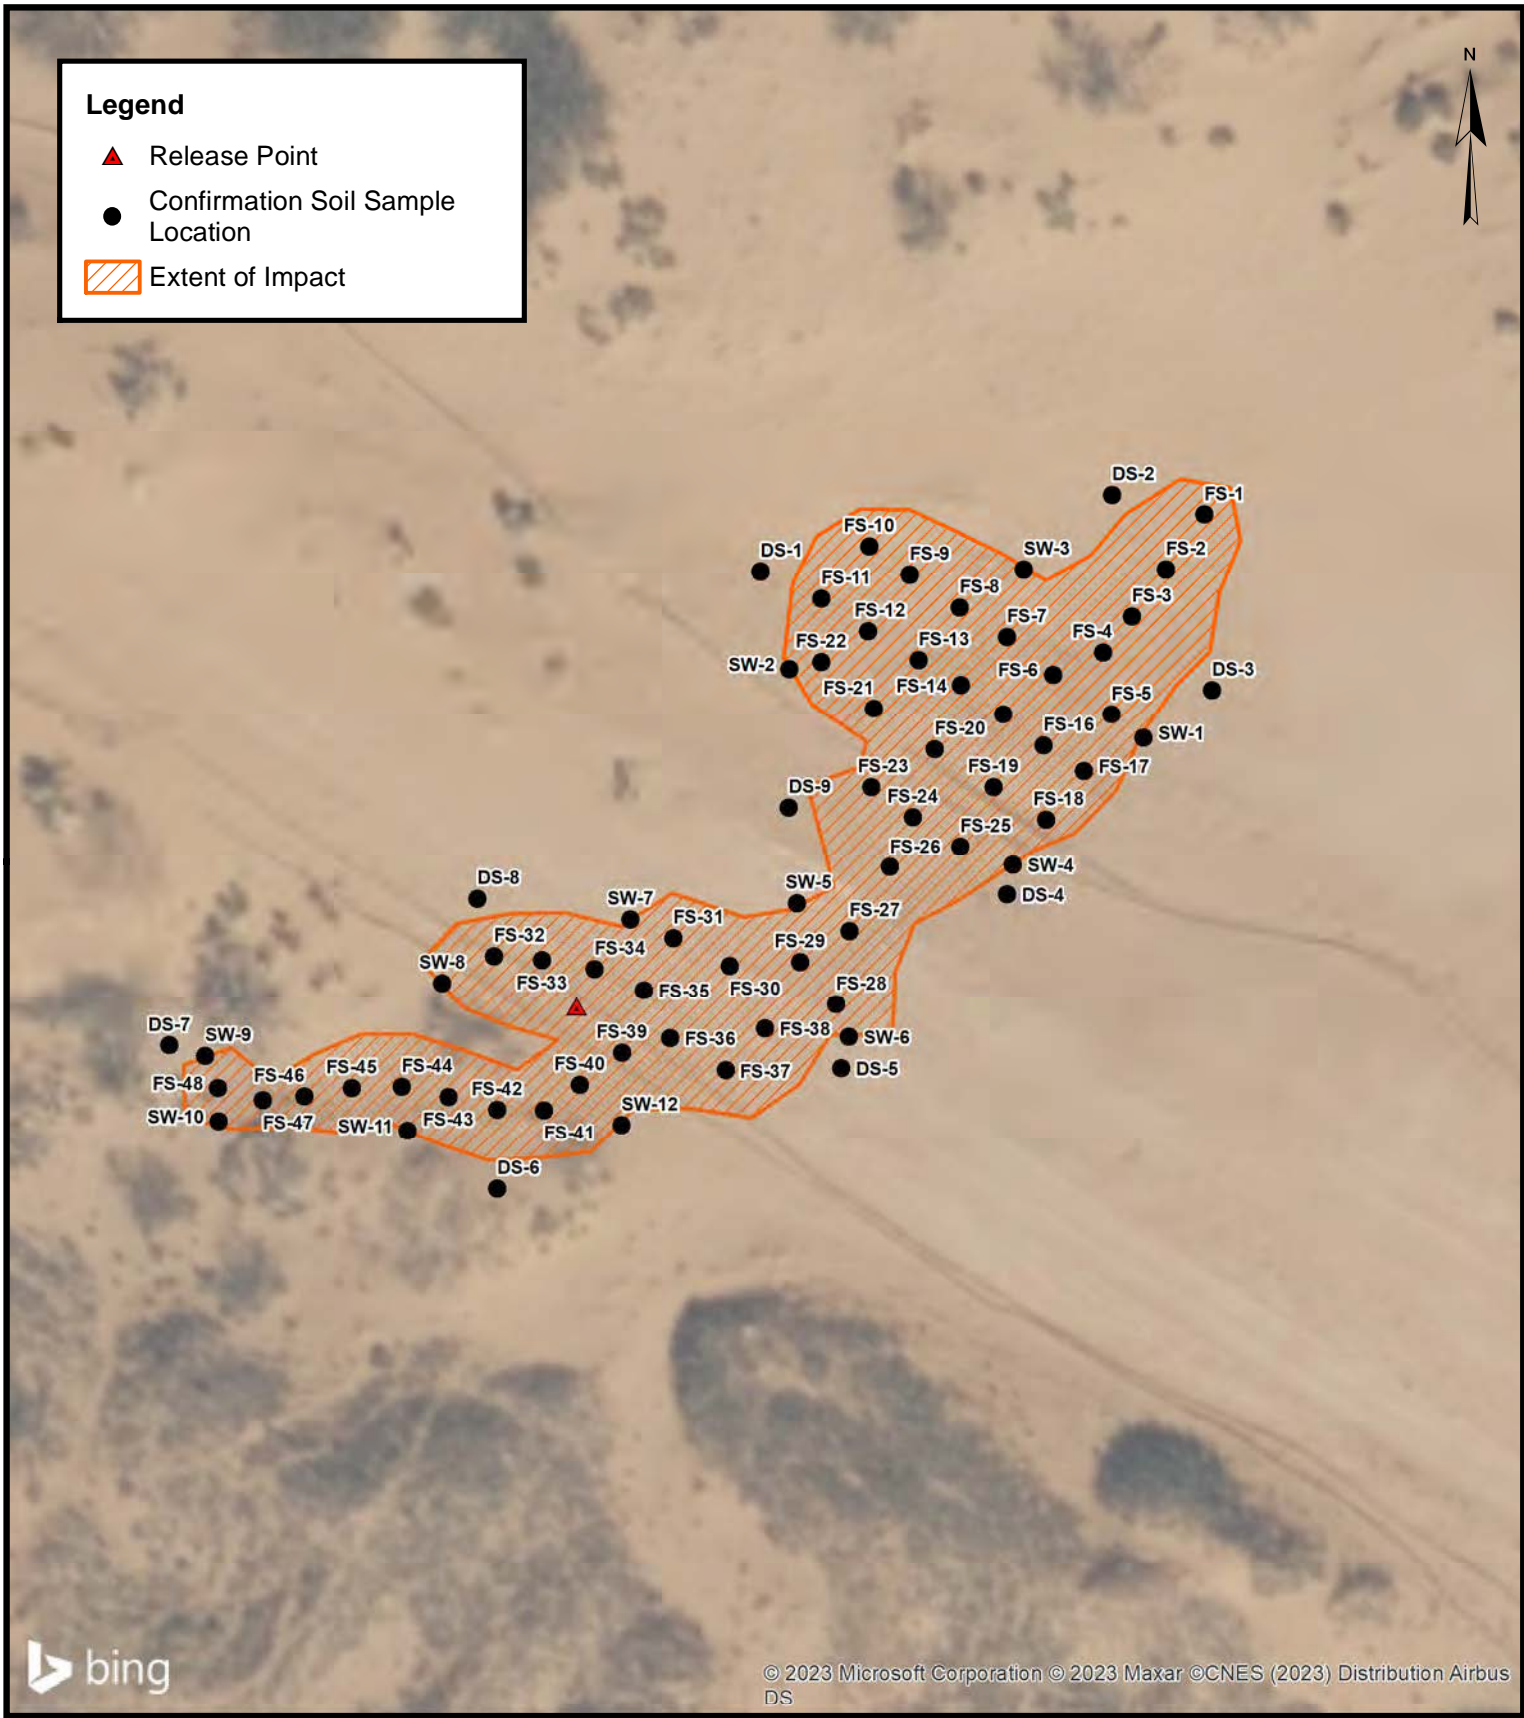 N
Legend
Release Point
Confirmation Soil Sample
Location
Extent of Impact
DS-2
FS-1
FS-10
SW-3
DS-1
FS-9
FS-2
FS-11
FS-8
FS-3
FS-12
FS-7
FS-4
FS-22
FS-13
SW-2
FS-6
DS-3
FS-21
FS-14
FS-5
FS-20
FS-16
SW-1
FS-23
FS-19
FS-17
DS-9
FS-24
FS-18
FS-25
FS-26
SW-4
DS-8
SW-5
DS-4
SW-7
FS-31
FS-27
FS-32
FS-34
FS-29
SW-8
FS-33
FS-35
FS-30
FS-28
DS-7
SW-9
FS-39
FS-36
FS-38
SW-6
FS-48
FS-46
FS-45
FS-44
FS-40
FS-37
DS-5
FS-42
SW-10
FS-47
SW-11
FS-43
FS-41
SW-12
DS-6
bing
© 2023 Microsoft Corporation © 2023 Maxar ©CNES (2023) Distribution Airbus
DS